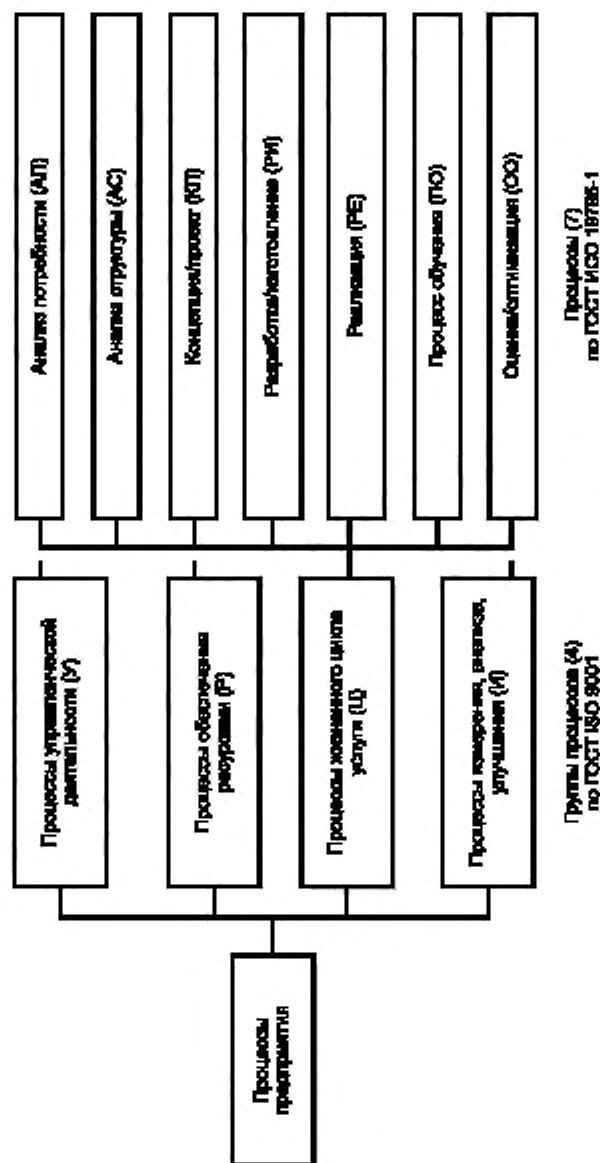 Процессы
предприятия
Процессы управленческой
деятельности (У)
Процессы обеспечения
ресурсами (Р)
Процессы жизненного цикла
услуги (Ц)
Процессы измерения, анализа,
улучшения (И)
Группы процессов (4)
по ГОСТ ISO 9001
Анализ потребности (АП)
Анализ структуры (АС)
Концепция/проект (КП)
Разработка/изготовление (РИ)
Реализация (РЕ)
Процесс обучения (ПО)
Оценка/оптимизация (ОО)
Процессы (7)
по ГОСТ ИСО 19796-1